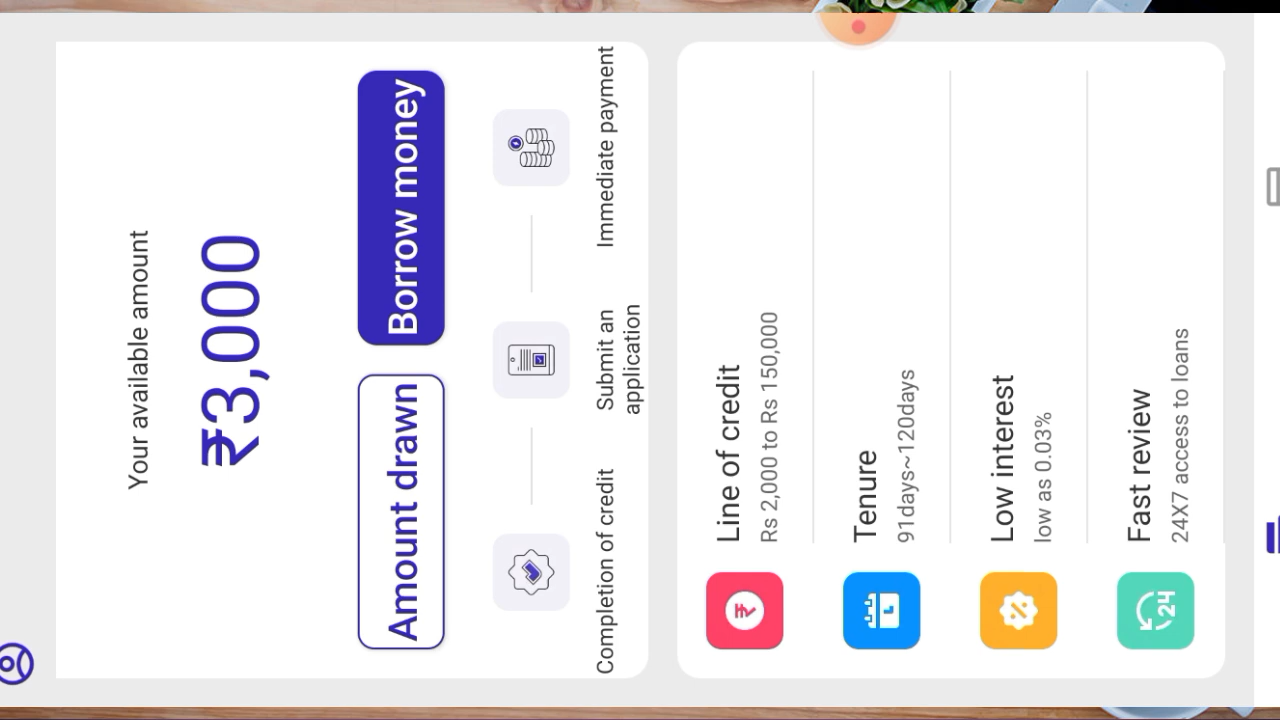 Your available amount
₹3,000
Amount drawn
Borrow money
Completion of credit
Submit an
application
Immediate payment
Line of credit
Rs 2,000 to Rs 150,000
Tenure
91days~120days
Low interest
low as 0.03%
Fast review
24X7 access to loans
24H